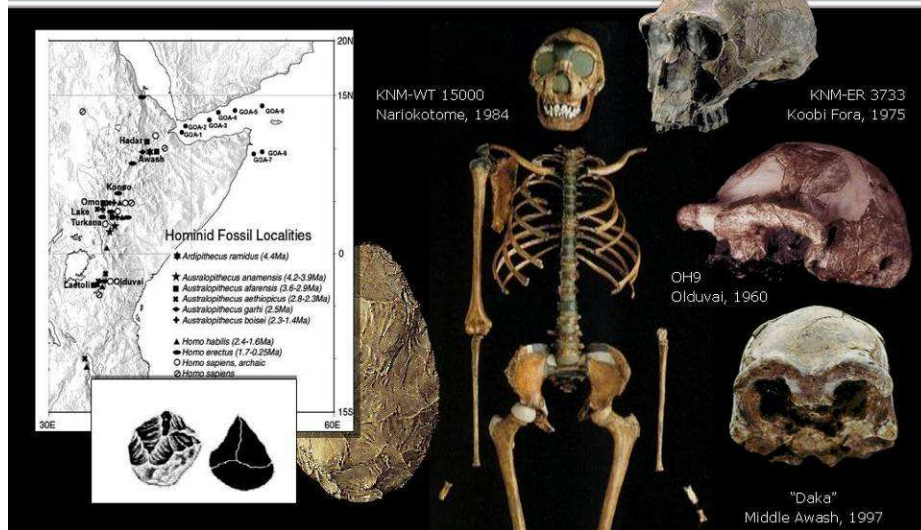 20N
15N
GOA-6
GOA-5
GOA-4
GOA-3
GOA-2
GOA-1
GOA-8
GOA-7
Hadar
Awash
Konso
Omo
Lake
Turkana
0
Laetoli
Olduvai
15S
30E
60E
Hominid Fossil Localities
Ardipithecus ramidus (4.4Ma)
Australopithecus anamensis (4.2-3.9Ma)
Australopithecus afarensis (3.6-2.9Ma)
Australopithecus aethiopicus (2.8-2.3Ma)
Australopithecus garhi (2.5Ma)
Australopithecus boisei (2.3-1.4Ma)
Homo habilis (2.4-1.6Ma)
Homo erectus (1.7-0.25Ma)
Homo sapiens, archaic
Homo sapiens
KNM-WT 15000
Nariokotome, 1984
KNM-ER 3733
Koobi Fora, 1975
OH9
Olduvai, 1960
"Daka"
Middle Awash, 1997